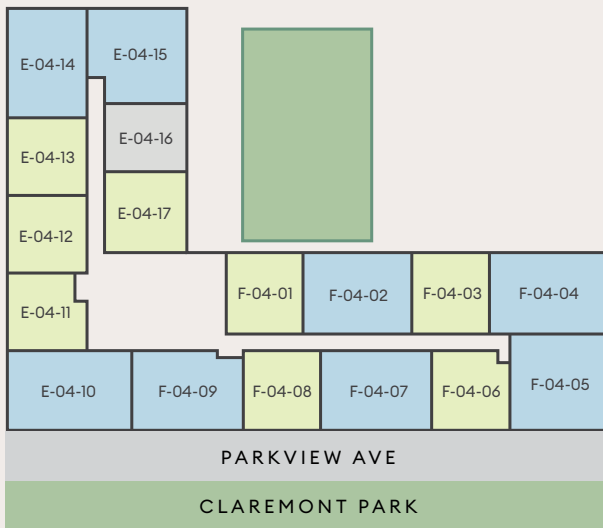 E-04-14
E-04-15
E-04-16
E-04-13
E-04-17
E-04-12
E-04-11
F-04-01
F-04-02
F-04-03
F-04-04
E-04-10
F-04-09
F-04-08
F-04-07
F-04-06
F-04-05
PARKVIEW AVE
CLAREMONT PARK